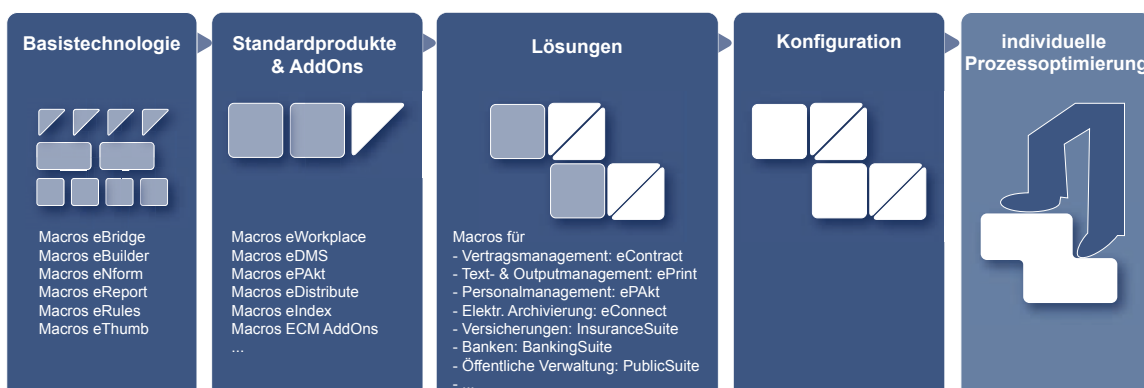 Basistechnologie
Macros eBridge
Macros eBuilder
Macros eNform
Macros eReport
Macros eRules
Macros eThumb
Standardprodukte
& AddOns
Macros eWorkplace
Macros eDMS
Macros ePAkt
Macros eDistribute
Macros eIndex
Macros ECM AddOns
...
Lösungen
Macros für
- Vertragsmanagement: eContract
- Text- & Outputmanagement: ePrint
- Personalmanagement: ePAkt
- Elektr. Archivierung: eConnect
- Versicherungen: InsuranceSuite
- Banken: BankingSuite
- Öffentliche Verwaltung: PublicSuite
- ...
Konfiguration
individuelle
Prozessoptimierung